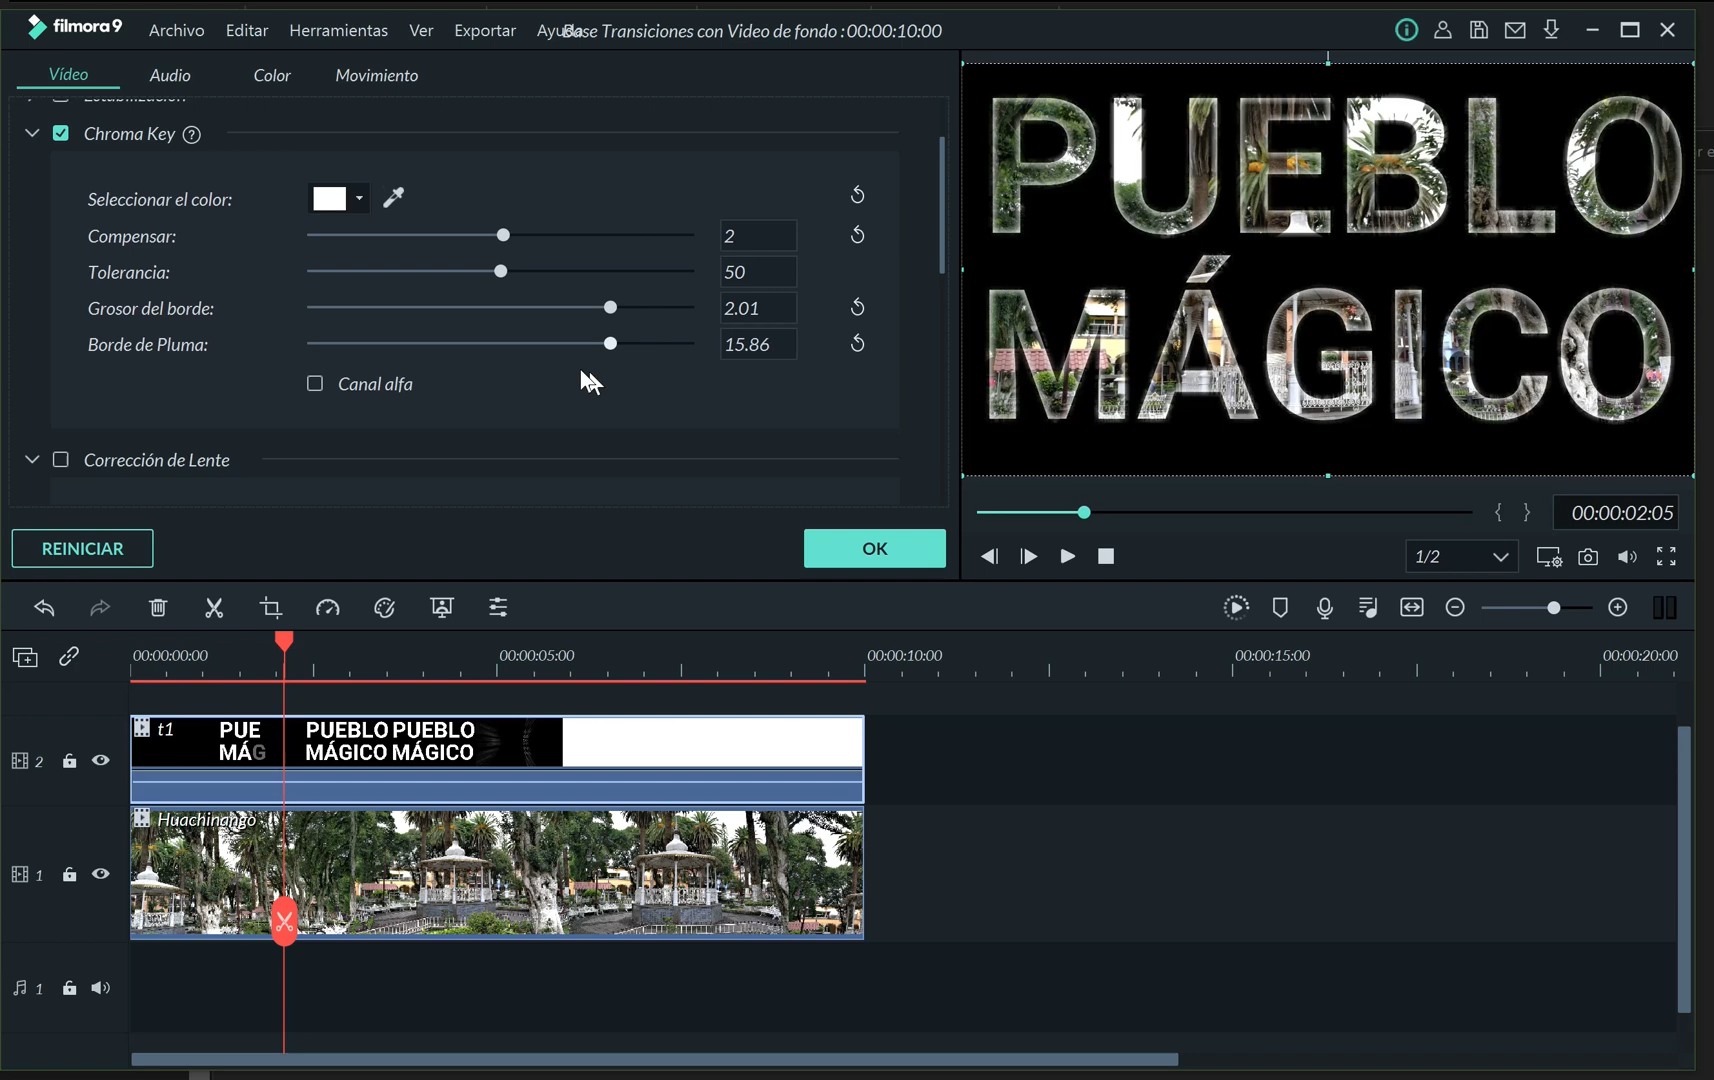 filmora9 Archivo Editar Herramientas Ver Exportar Ayuda Base Transiciones con Video de fondo : 00:00:10:00
Vídeo Audio Color Movimiento
Estabilización
Chroma Key ?
Seleccionar el color:
Compensar: 2
Tolerancia: 50
Grosor del borde: 2.01
Borde de Pluma: 15.86
Canal alfa
Corrección de Lente
REINICIAR OK
PUEBLO
MÁGICO
{ } 00:00:02:05
1/2
00:00:00:00 00:00:05:00 00:00:10:00 00:00:15:00 00:00:20:00
t1
PUE PUEBLO PUEBLO
MÁG MÁGICO MÁGICO
2
Huachinango
1
1